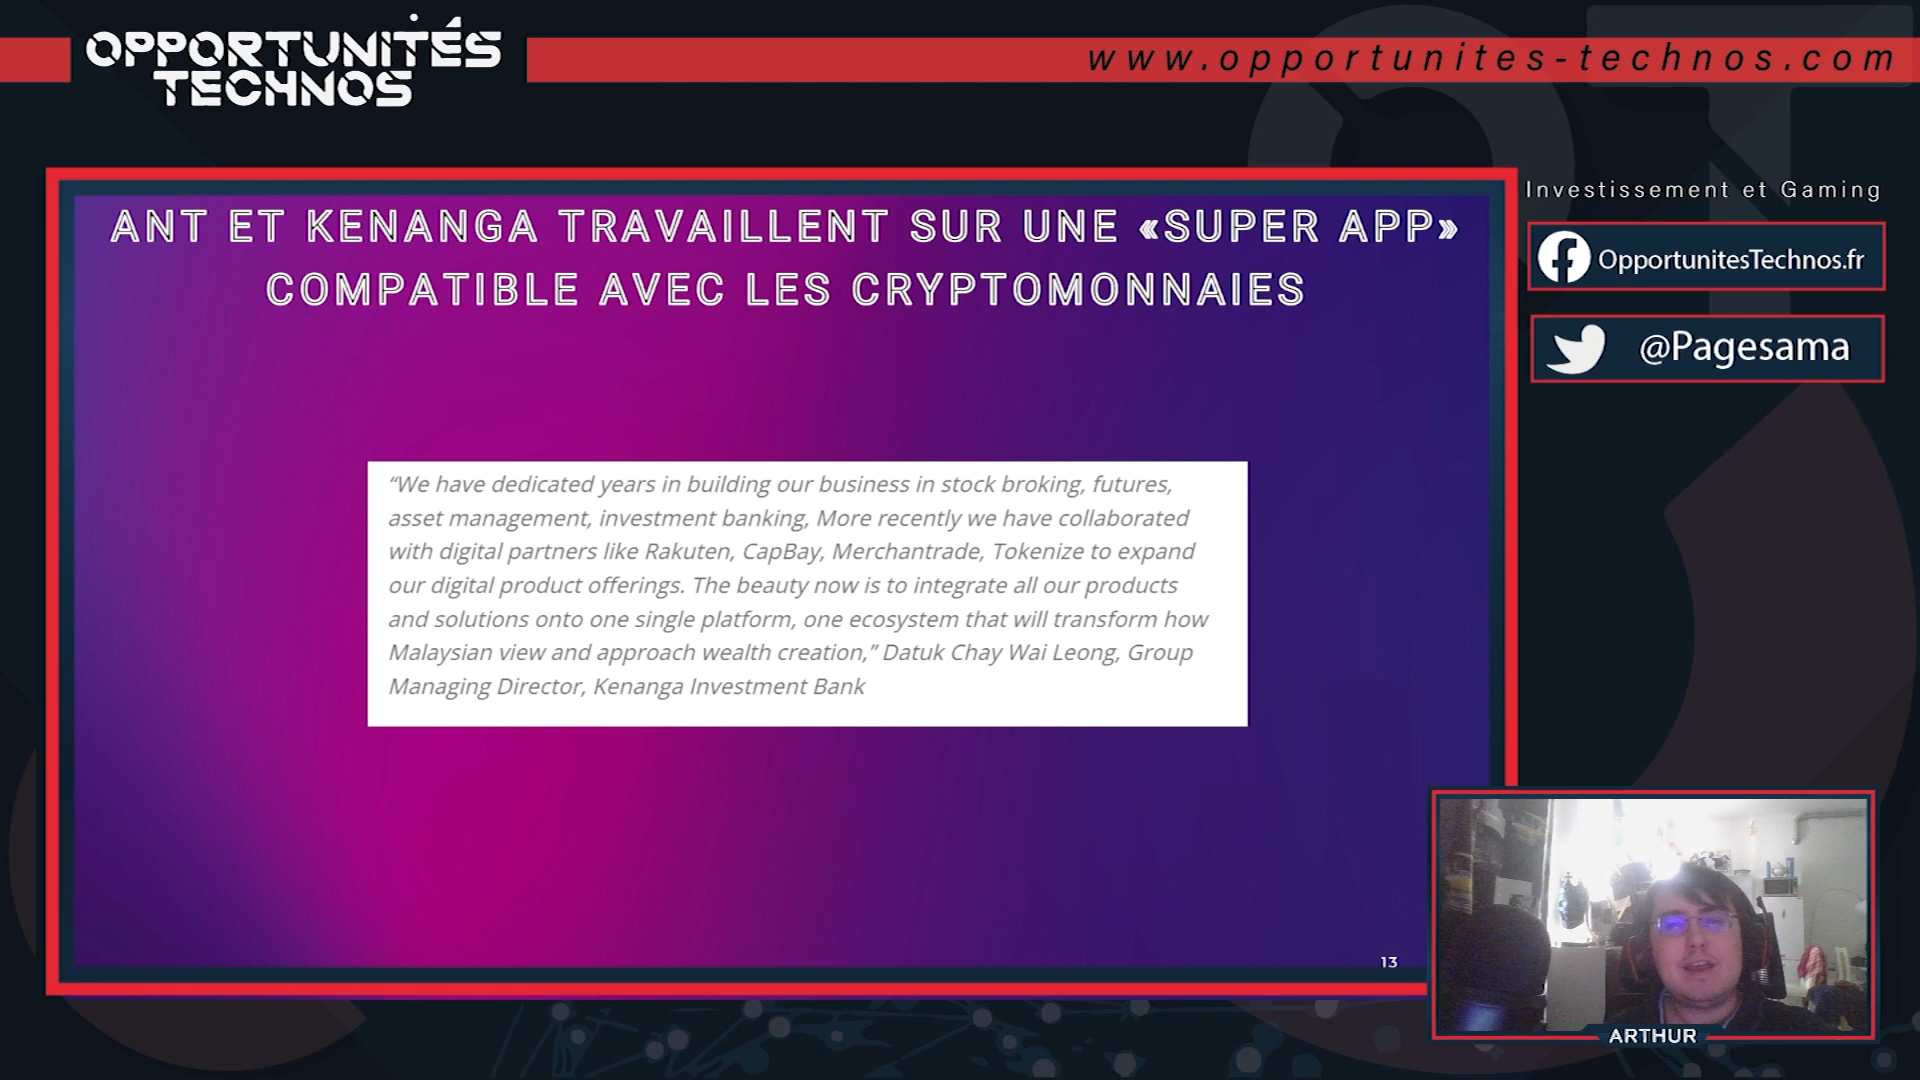 OPPORTUNITÉS
TECHNOS
www.opportunites-technos.com
ANT ET KENANGA TRAVAILLENT SUR UNE «SUPER APP»
COMPATIBLE AVEC LES CRYPTOMONNAIES
Investissement et Gaming
OpportunitesTechnos.fr
@Pagesama
“We have dedicated years in building our business in stock broking, futures,
asset management, investment banking, More recently we have collaborated
with digital partners like Rakuten, CapBay, Merchantrade, Tokenize to expand
our digital product offerings. The beauty now is to integrate all our products
and solutions onto one single platform, one ecosystem that will transform how
Malaysian view and approach wealth creation,” Datuk Chay Wai Leong, Group
Managing Director, Kenanga Investment Bank
13
ARTHUR